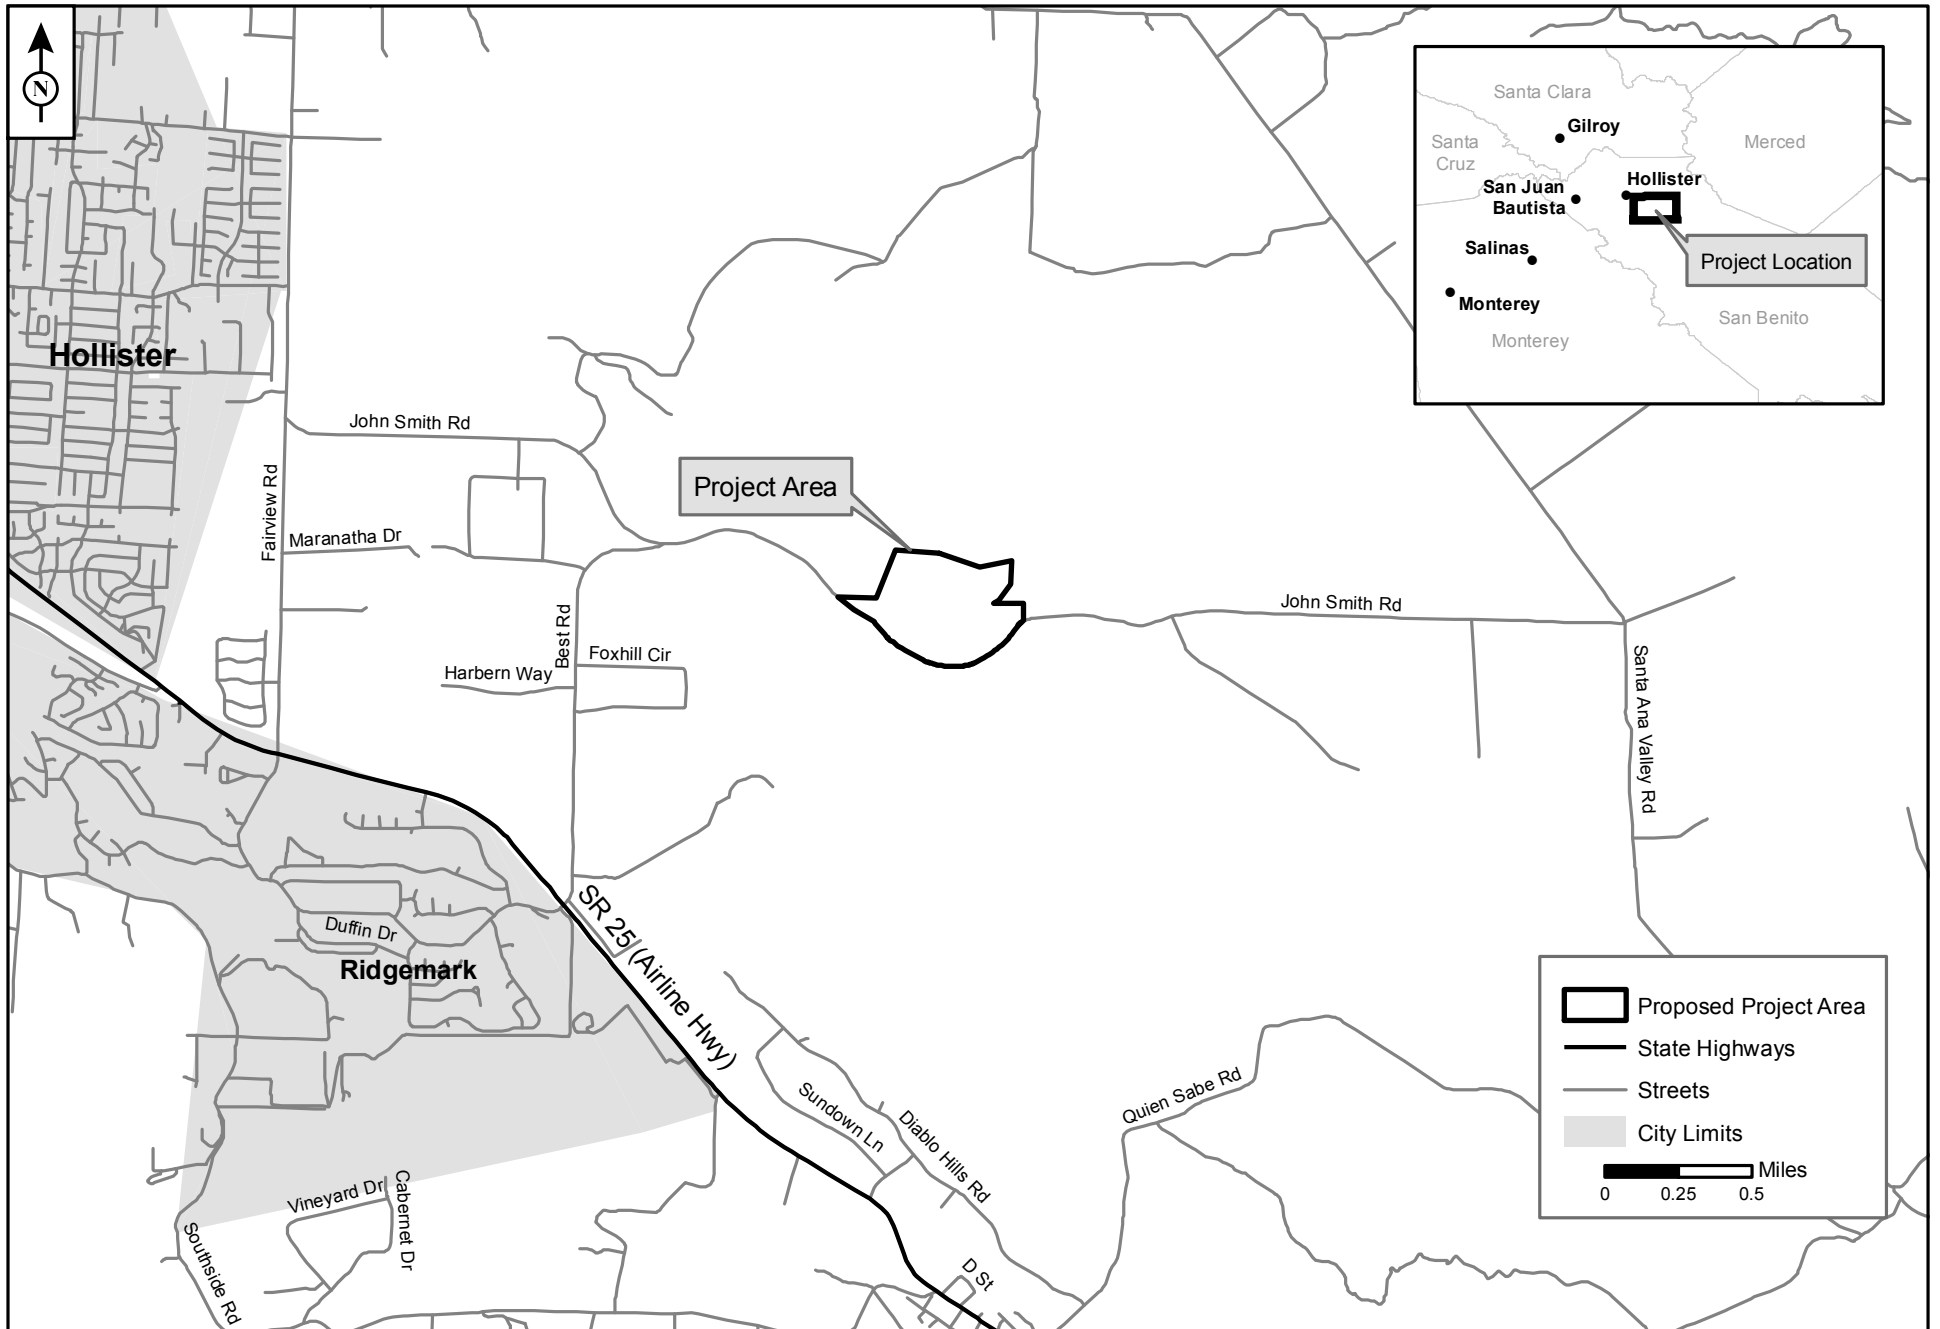 N
Santa Clara
Gilroy
Santa
Cruz
Merced
San Juan
Bautista
Hollister
Salinas
Project Location
Monterey
San Benito
Monterey
Hollister
John Smith Rd
Project Area
Fairview Rd
Maranatha Dr
John Smith Rd
Best Rd
Foxhill Cir
Harbern Way
Santa Ana Valley Rd
SR 25 (Airline Hwy)
Duffin Dr
Ridgemark
Sundown Ln
Diablo Hills Rd
Quien Sabe Rd
Vineyard Dr
Cabernet Dr
Southside Rd
D St
Proposed Project Area
State Highways
Streets
City Limits
Miles
0 0.25 0.5